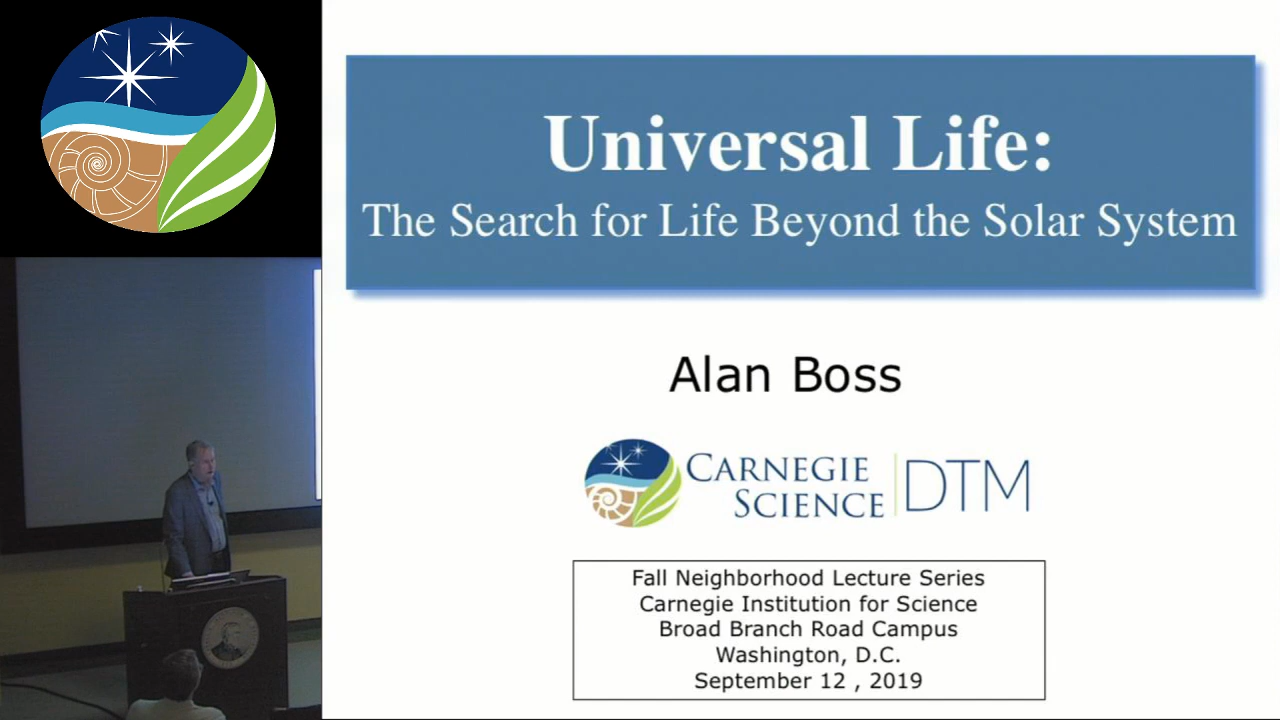 Universal Life:
The Search for Life Beyond the Solar System
Alan Boss
CARNEGIE
SCIENCE
DTM
Fall Neighborhood Lecture Series
Carnegie Institution for Science
Broad Branch Road Campus
Washington, D.C.
September 12 , 2019